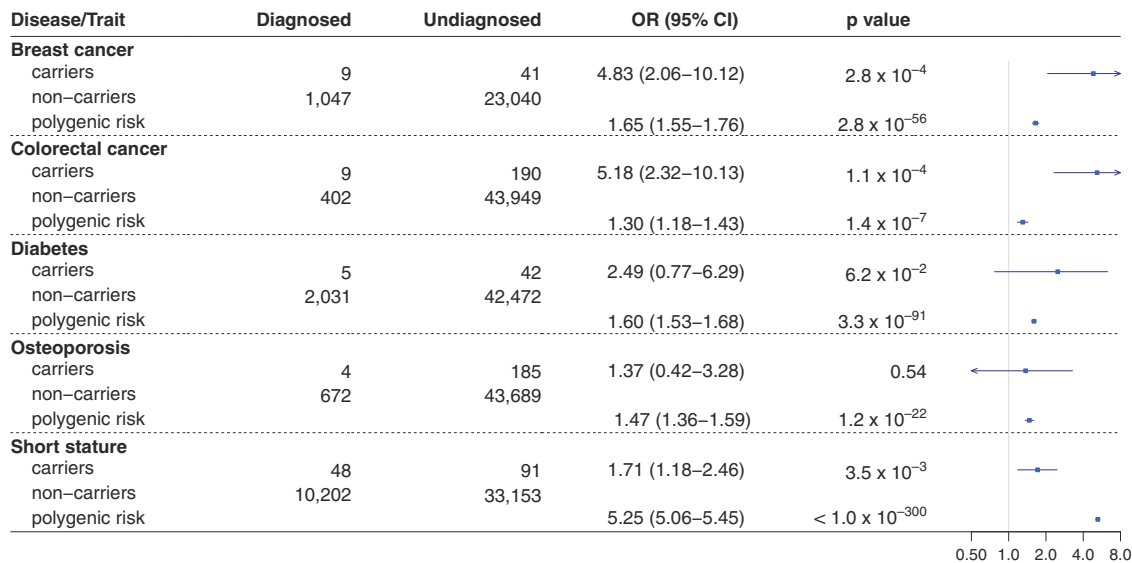 Disease/Trait Diagnosed Undiagnosed OR (95% CI) p value
Breast cancer
carriers 9 41 4.83 (2.06–10.12) 2.8 x 10⁻⁴
non−carriers 1,047 23,040
polygenic risk 1.65 (1.55–1.76) 2.8 x 10⁻⁵⁶
Colorectal cancer
carriers 9 190 5.18 (2.32–10.13) 1.1 x 10⁻⁴
non−carriers 402 43,949
polygenic risk 1.30 (1.18–1.43) 1.4 x 10⁻⁷
Diabetes
carriers 5 42 2.49 (0.77–6.29) 6.2 x 10⁻²
non−carriers 2,031 42,472
polygenic risk 1.60 (1.53–1.68) 3.3 x 10⁻⁹¹
Osteoporosis
carriers 4 185 1.37 (0.42–3.28) 0.54
non−carriers 672 43,689
polygenic risk 1.47 (1.36–1.59) 1.2 x 10⁻²²
Short stature
carriers 48 91 1.71 (1.18–2.46) 3.5 x 10⁻³
non−carriers 10,202 33,153
polygenic risk 5.25 (5.06–5.45) < 1.0 x 10⁻³⁰⁰
0.50 1.0 2.0 4.0 8.0